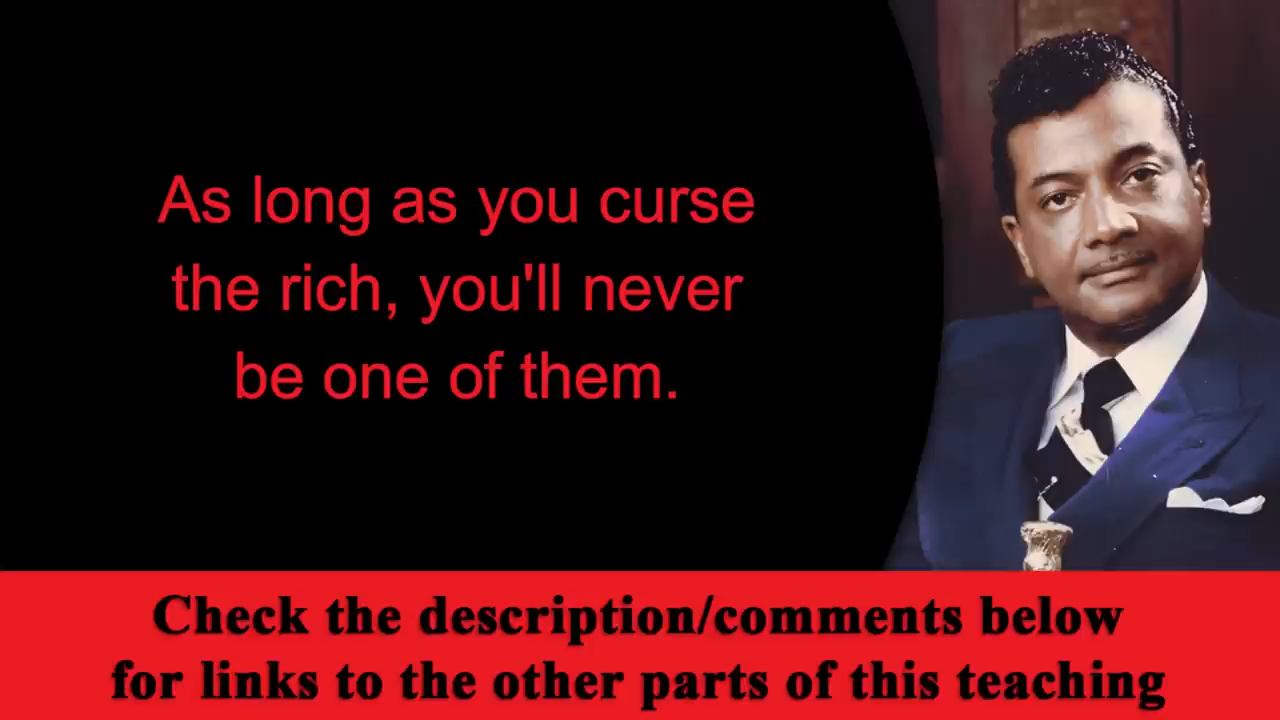 As long as you curse
the rich, you'll never
be one of them.
Check the description/comments below
for links to the other parts of this teaching